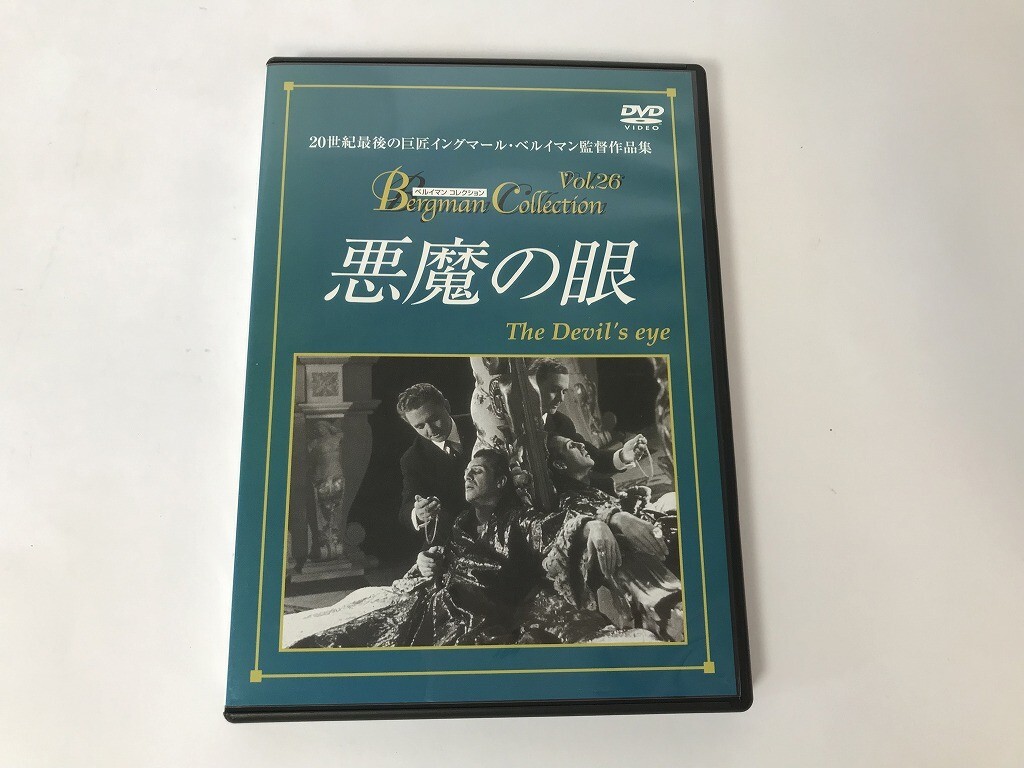 DVD
VIDEO
20世紀最後の巨匠イングマール・ベルイマン監督作品集
Vol.26
ベルイマン コレクション
Bergman Collection
悪魔の眼
The Devil's eye